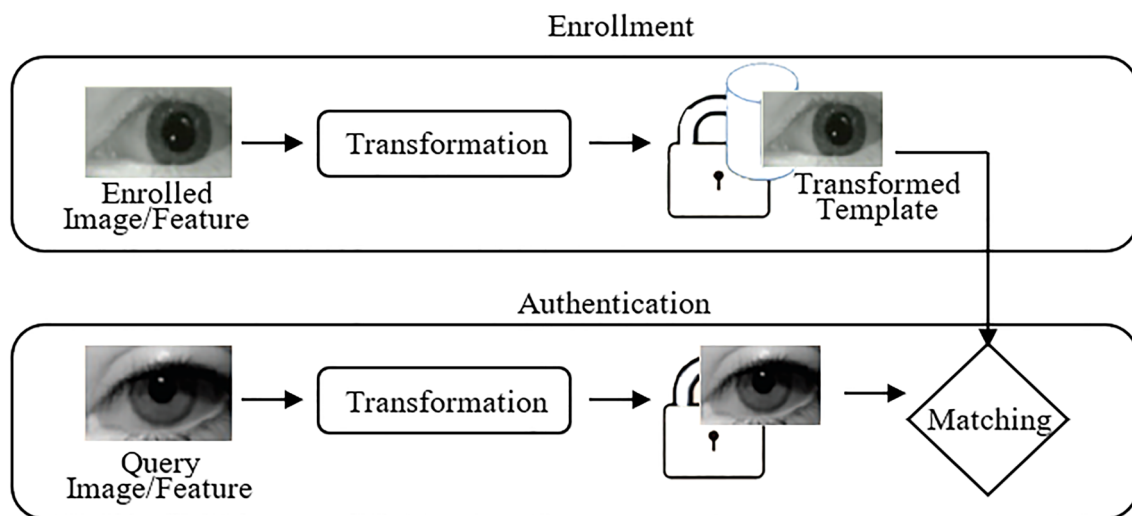 Enrollment
Transformation
Enrolled
Image/Feature
Transformed
Template
Authentication
Transformation
Matching
Query
Image/Feature